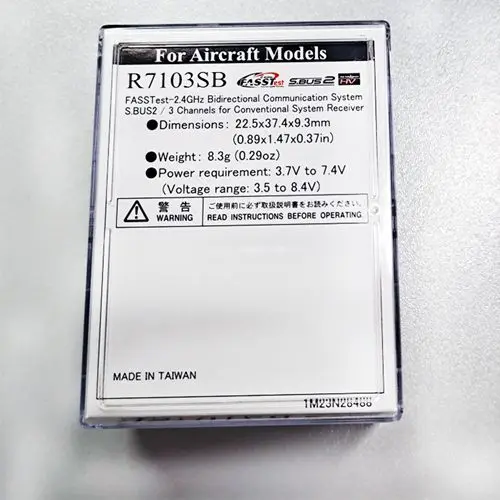 For Aircraft Models
R7103SB FASSTest S.BUS2 HV
FASSTest-2.4GHz Bidirectional Communication System
S.BUS2 / 3 Channels for Conventional System Receiver
●Dimensions: 22.5x37.4x9.3mm
(0.89x1.47x0.37in)
●Weight: 8.3g (0.29oz)
●Power requirement: 3.7V to 7.4V
(Voltage range: 3.5 to 8.4V)
警告 ご使用前に必ず取扱説明書をお読みください。
WARNING READ INSTRUCTIONS BEFORE OPERATING.
MADE IN TAIWAN
1M23N28488